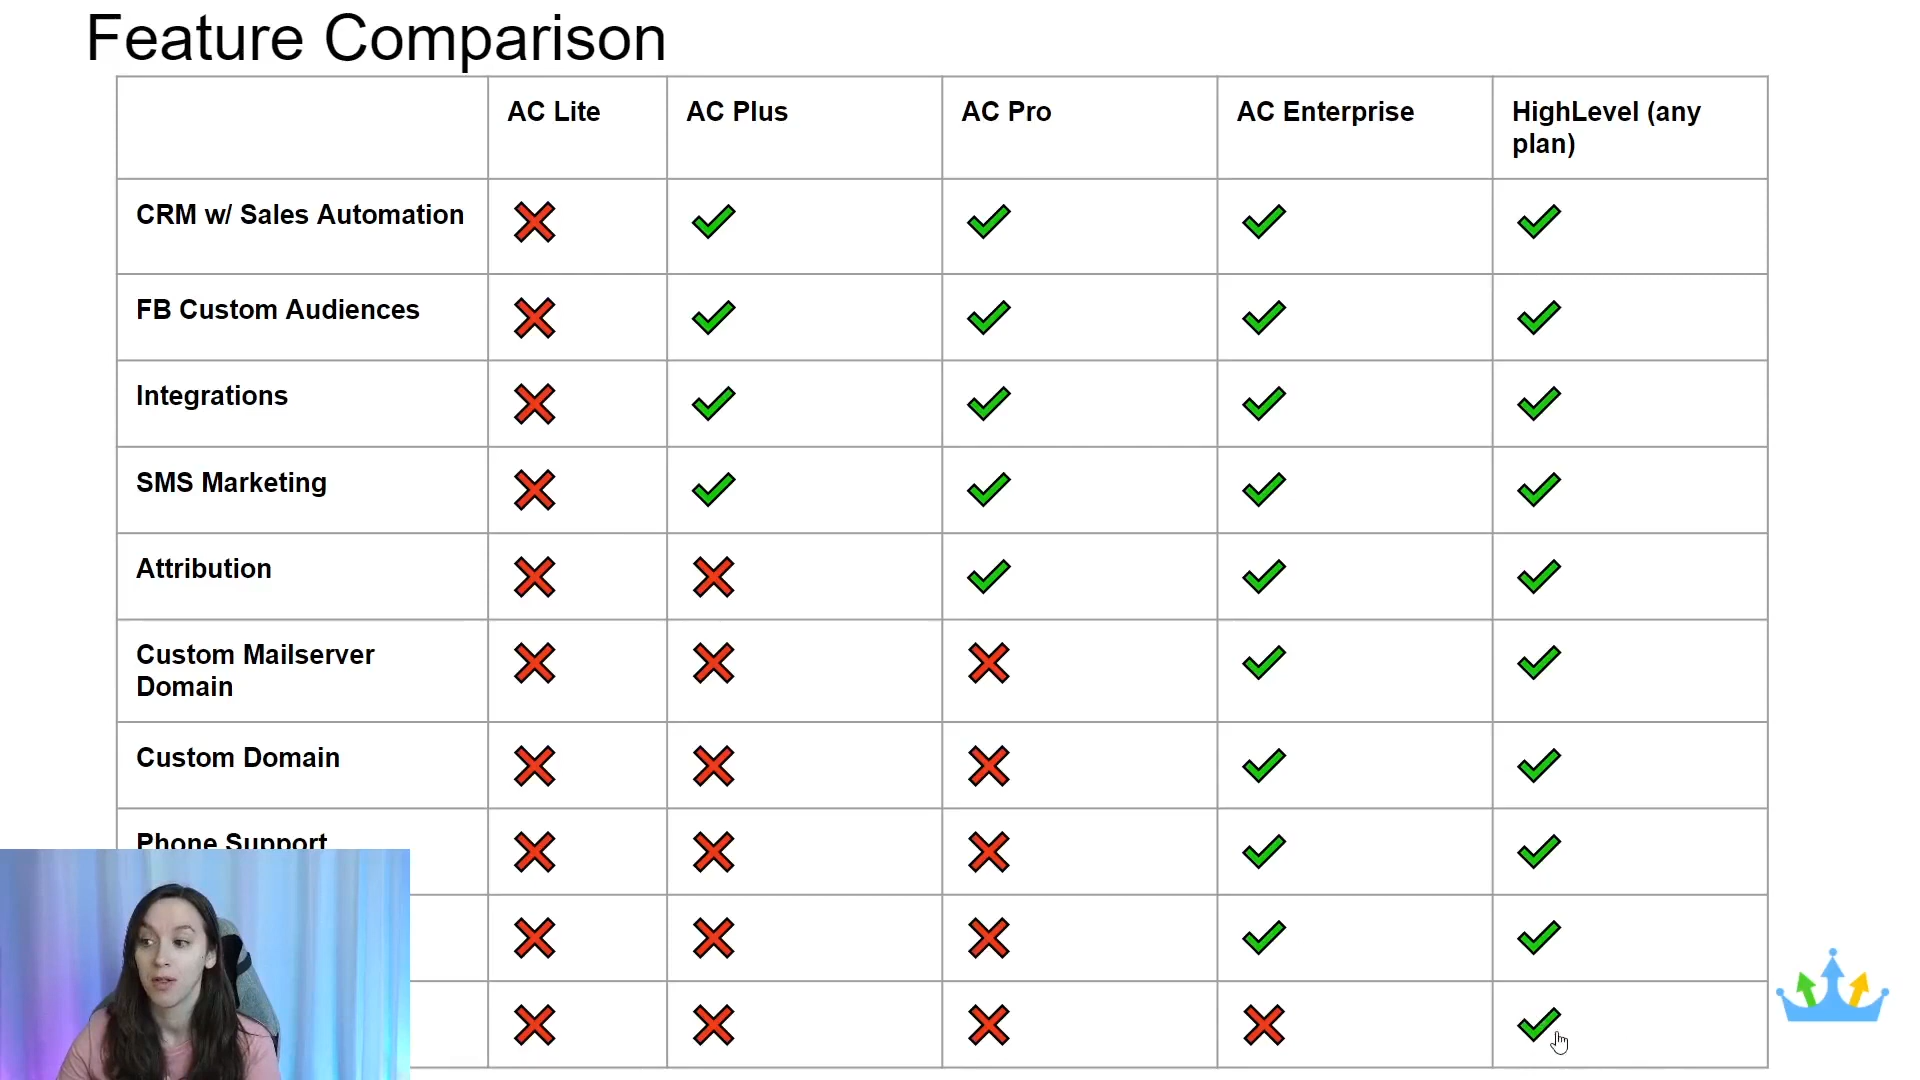 Feature Comparison
AC Lite
AC Plus
AC Pro
AC Enterprise
HighLevel (any
plan)
CRM w/ Sales Automation
FB Custom Audiences
Integrations
SMS Marketing
Attribution
Custom Mailserver
Domain
Custom Domain
Phone Support